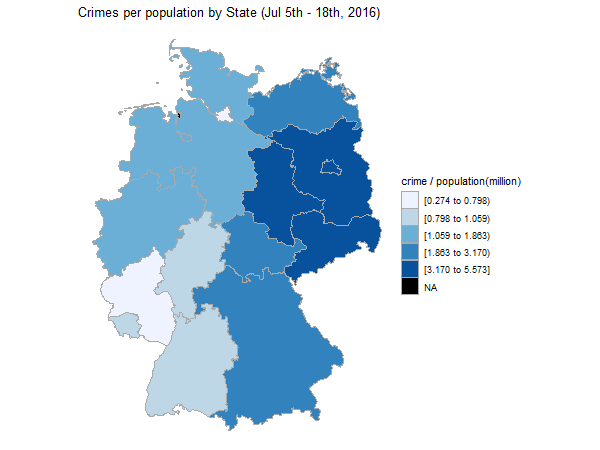 Crimes per population by State (Jul 5th - 18th, 2016)
crime / population(million)
[0.274 to 0.798)
[0.798 to 1.059)
[1.059 to 1.863)
[1.863 to 3.170)
[3.170 to 5.573]
NA